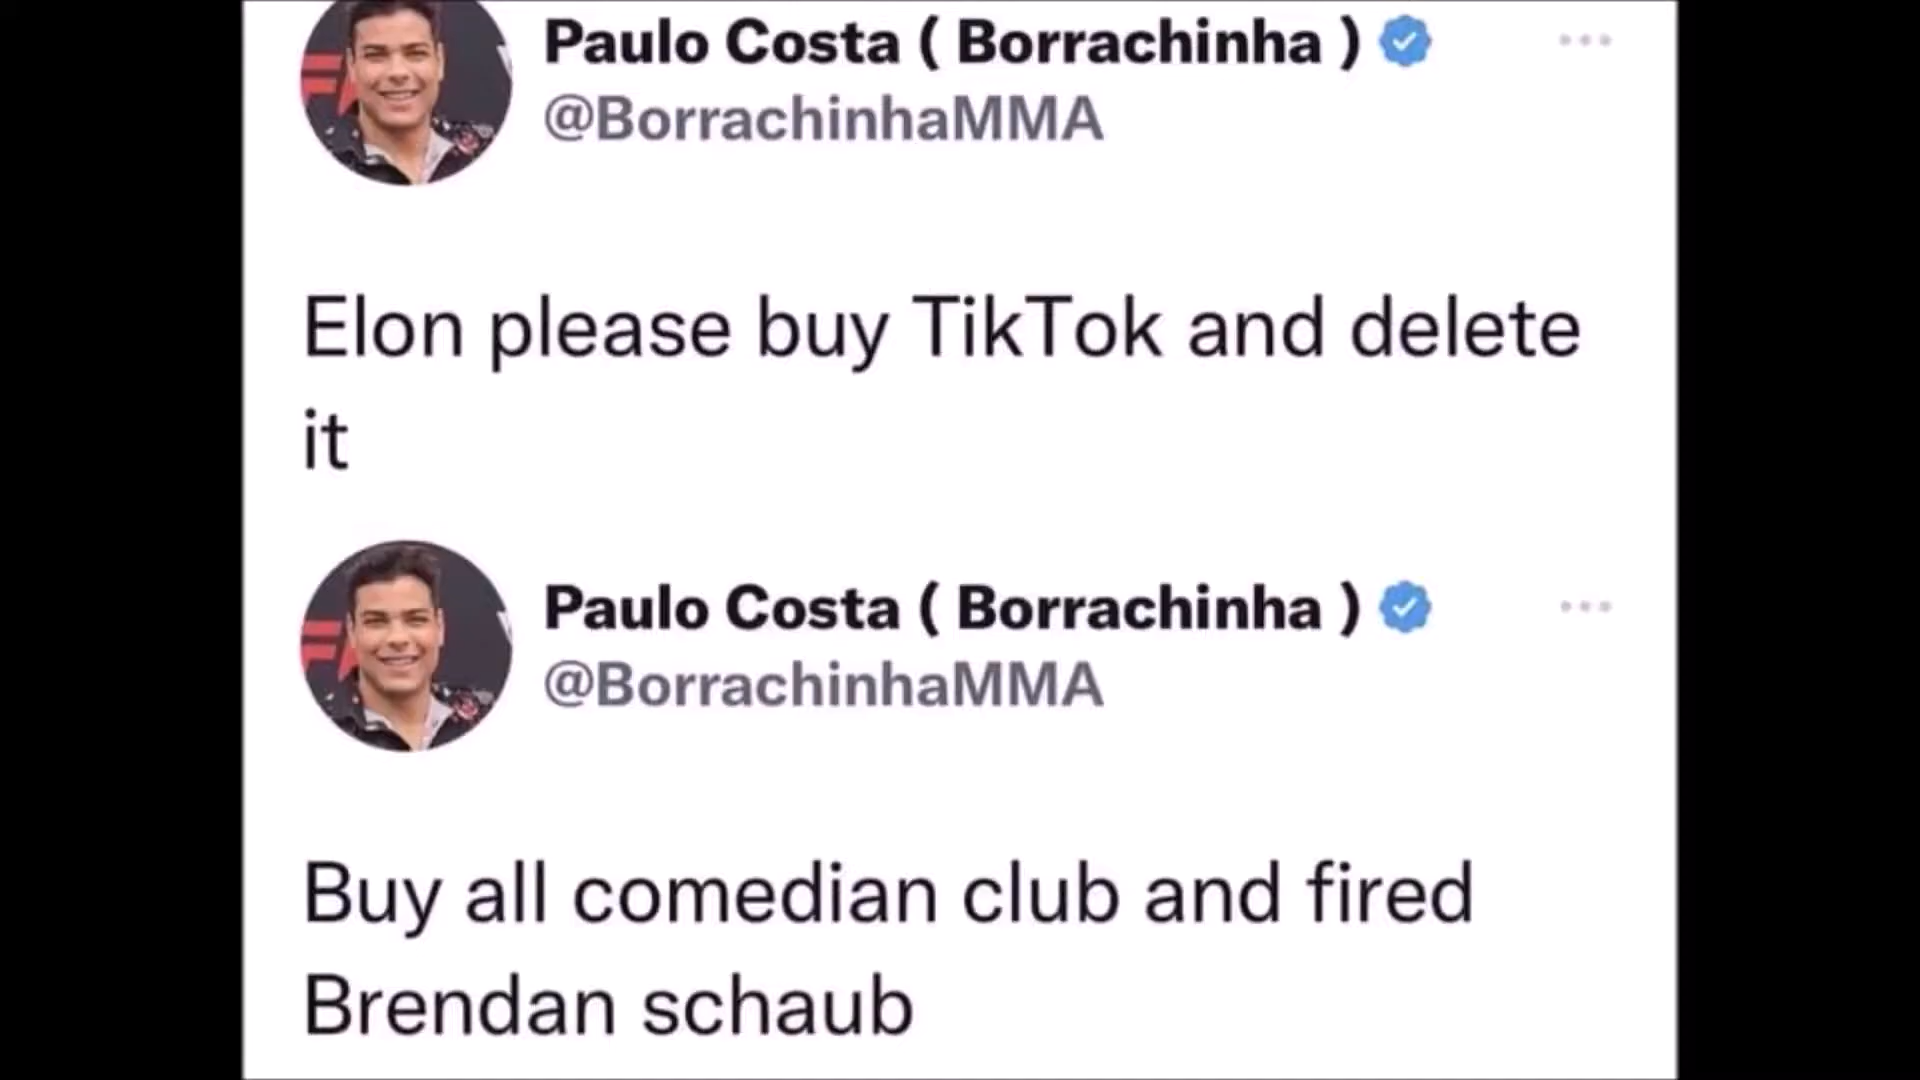 Paulo Costa ( Borrachinha )
@BorrachinhaMMA
Elon please buy TikTok and delete
it
Paulo Costa ( Borrachinha )
@BorrachinhaMMA
Buy all comedian club and fired
Brendan schaub